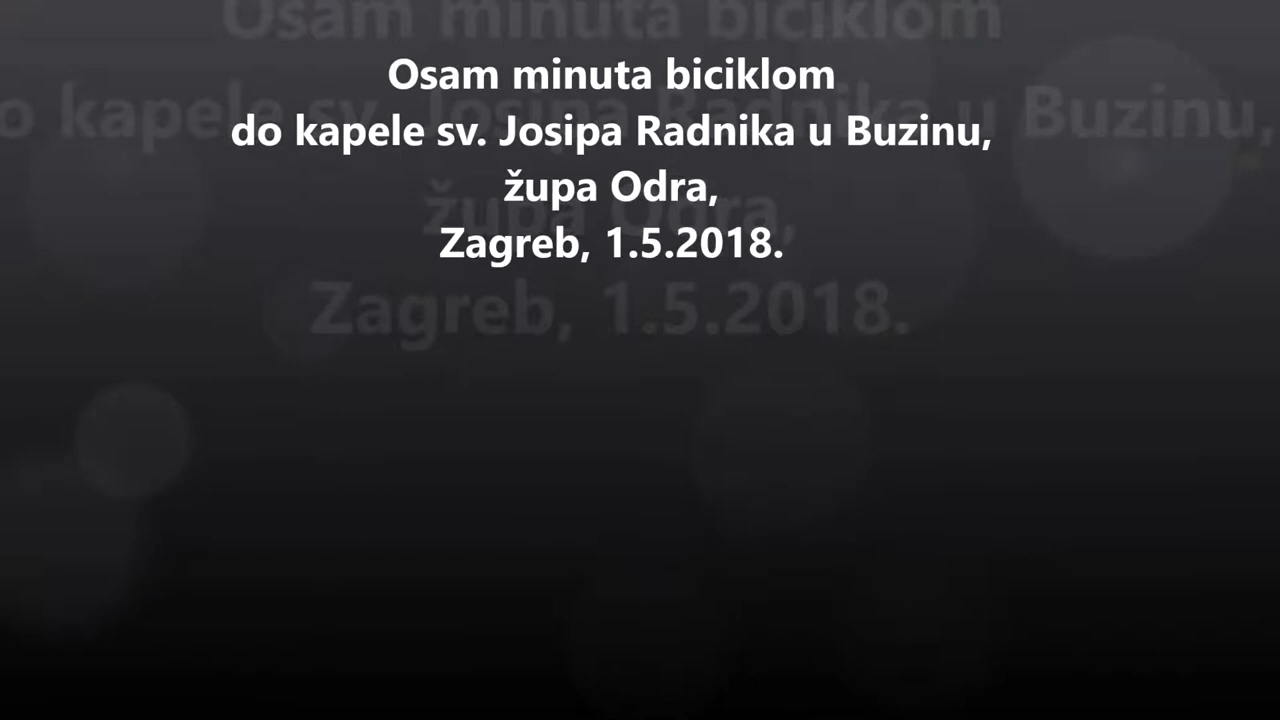 Osam minuta biciklom
do kapele sv. Josipa Radnika u Buzinu,
župa Odra,
Zagreb, 1.5.2018.